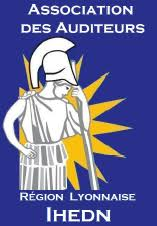 Association
des Auditeurs
Région Lyonnaise
Ihedn